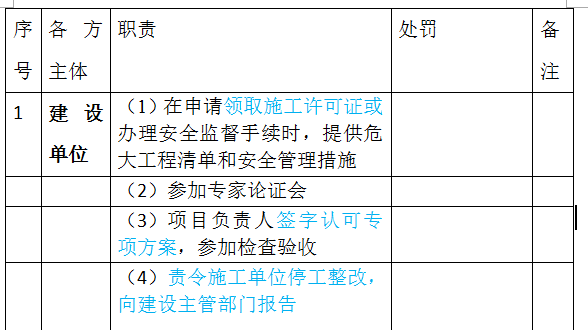 序 各 方 职责 处罚 备
号 主体 注
1 建 设 （1）在申请领取施工许可证或
单位 办理安全监督手续时，提供危
大工程清单和安全管理措施
（2）参加专家论证会
（3）项目负责人签字认可专
项方案，参加检查验收
（4）责令施工单位停工整改，
向建设主管部门报告